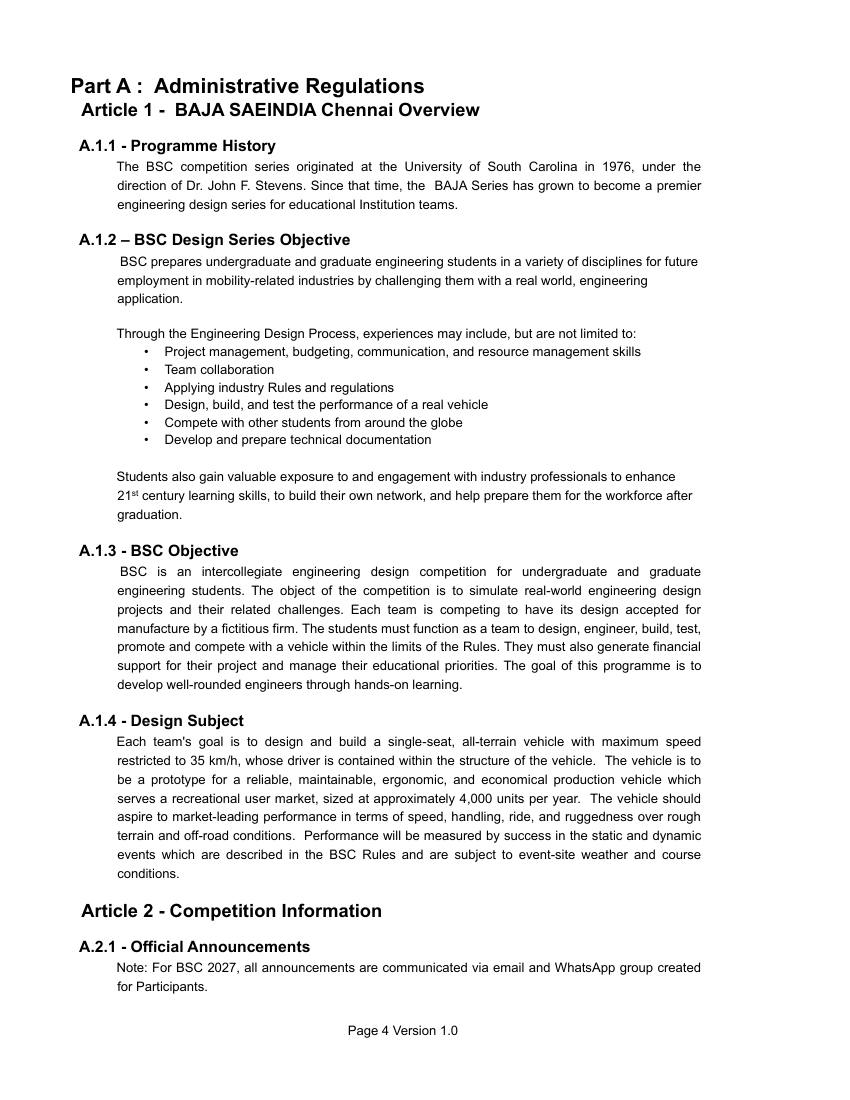 Part A :  Administrative Regulations
Article 1 -  BAJA SAEINDIA Chennai Overview
A.1.1 - Programme History
The BSC competition series originated at the University of South Carolina in 1976, under the
direction of Dr. John F. Stevens. Since that time, the  BAJA Series has grown to become a premier
engineering design series for educational Institution teams.
A.1.2 – BSC Design Series Objective
BSC prepares undergraduate and graduate engineering students in a variety of disciplines for future
employment in mobility-related industries by challenging them with a real world, engineering
application.
Through the Engineering Design Process, experiences may include, but are not limited to:
• Project management, budgeting, communication, and resource management skills
• Team collaboration
• Applying industry Rules and regulations
• Design, build, and test the performance of a real vehicle
• Compete with other students from around the globe
• Develop and prepare technical documentation
Students also gain valuable exposure to and engagement with industry professionals to enhance
21st century learning skills, to build their own network, and help prepare them for the workforce after
graduation.
A.1.3 - BSC Objective
BSC is an intercollegiate engineering design competition for undergraduate and graduate
engineering students. The object of the competition is to simulate real-world engineering design
projects and their related challenges. Each team is competing to have its design accepted for
manufacture by a fictitious firm. The students must function as a team to design, engineer, build, test,
promote and compete with a vehicle within the limits of the Rules. They must also generate financial
support for their project and manage their educational priorities. The goal of this programme is to
develop well-rounded engineers through hands-on learning.
A.1.4 - Design Subject
Each team's goal is to design and build a single-seat, all-terrain vehicle with maximum speed
restricted to 35 km/h, whose driver is contained within the structure of the vehicle.  The vehicle is to
be a prototype for a reliable, maintainable, ergonomic, and economical production vehicle which
serves a recreational user market, sized at approximately 4,000 units per year.  The vehicle should
aspire to market-leading performance in terms of speed, handling, ride, and ruggedness over rough
terrain and off-road conditions.  Performance will be measured by success in the static and dynamic
events which are described in the BSC Rules and are subject to event-site weather and course
conditions.
Article 2 - Competition Information
A.2.1 - Official Announcements
Note: For BSC 2027, all announcements are communicated via email and WhatsApp group created
for Participants.
Page 4 Version 1.0